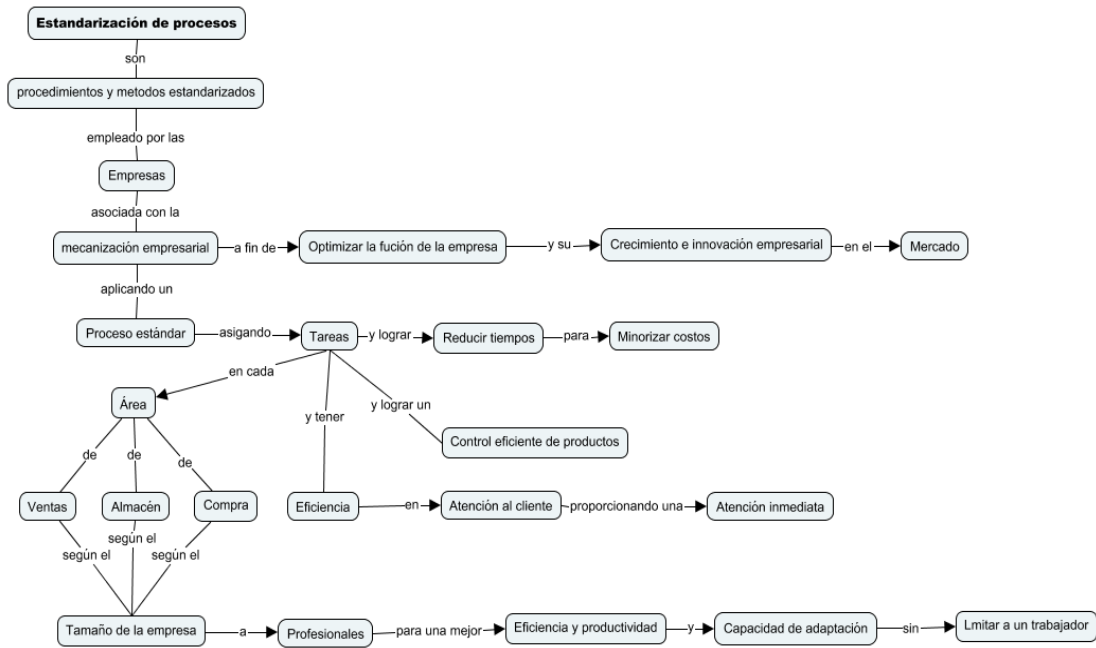 Estandarización de procesos
son
procedimientos y metodos estandarizados
empleado por las
Empresas
asociada con la
mecanización empresarial
a fin de
Optimizar la fución de la empresa
y su
Crecimiento e innovación empresarial
en el
Mercado
aplicando un
Proceso estándar
asigando
Tareas
y lograr
Reducir tiempos
para
Minorizar costos
en cada
Área
y tener
y lograr un
Control eficiente de productos
de
de
de
Ventas
Almacén
Compra
Eficiencia
en
Atención al cliente
proporcionando una
Atención inmediata
según el
según el
según el
Tamaño de la empresa
a
Profesionales
para una mejor
Eficiencia y productividad
y
Capacidad de adaptación
sin
Lmitar a un trabajador